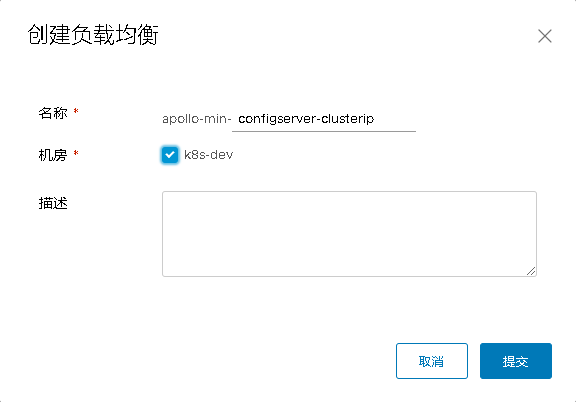 创建负载均衡
名称 *
apollo-min- configserver-clusterip
机房 *
k8s-dev
描述
取消
提交